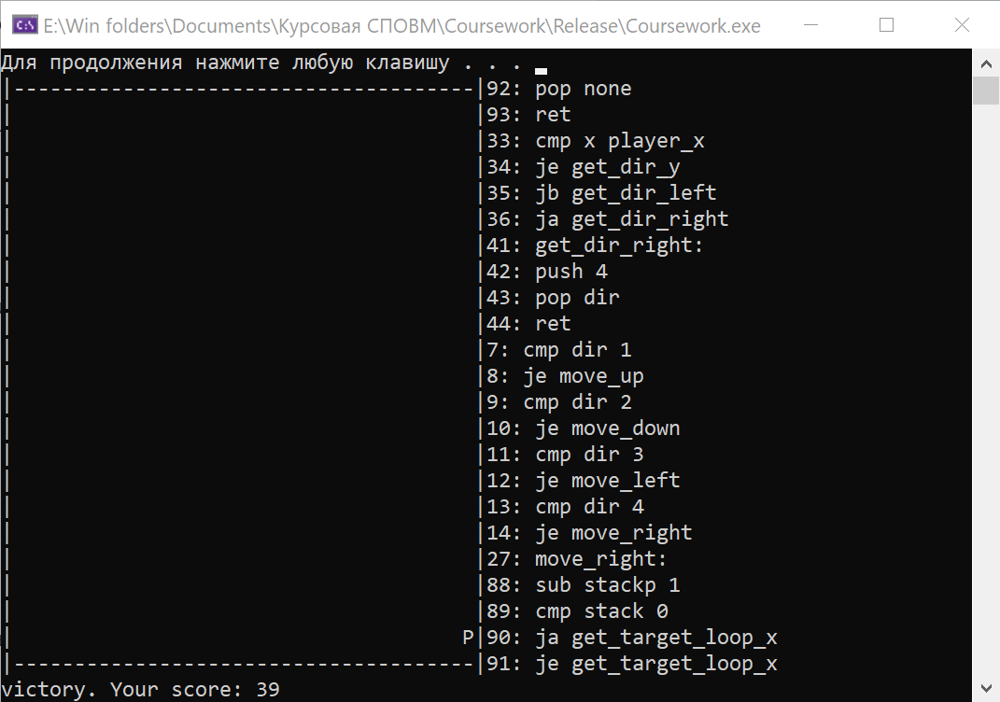 E:\Win folders\Documents\Курсовая СПОВМ\Coursework\Release\Coursework.exe
Для продолжения нажмите любую клавишу . . .
|--------------------------------------|92: pop none
|                                      |93: ret
|                                      |33: cmp x player_x
|                                      |34: je get_dir_y
|                                      |35: jb get_dir_left
|                                      |36: ja get_dir_right
|                                      |41: get_dir_right:
|                                      |42: push 4
|                                      |43: pop dir
|                                      |44: ret
|                                      |7: cmp dir 1
|                                      |8: je move_up
|                                      |9: cmp dir 2
|                                      |10: je move_down
|                                      |11: cmp dir 3
|                                      |12: je move_left
|                                      |13: cmp dir 4
|                                      |14: je move_right
|                                      |27: move_right:
|                                      |88: sub stackp 1
|                                      |89: cmp stack 0
|                                     P|90: ja get_target_loop_x
|--------------------------------------|91: je get_target_loop_x
victory. Your score: 39